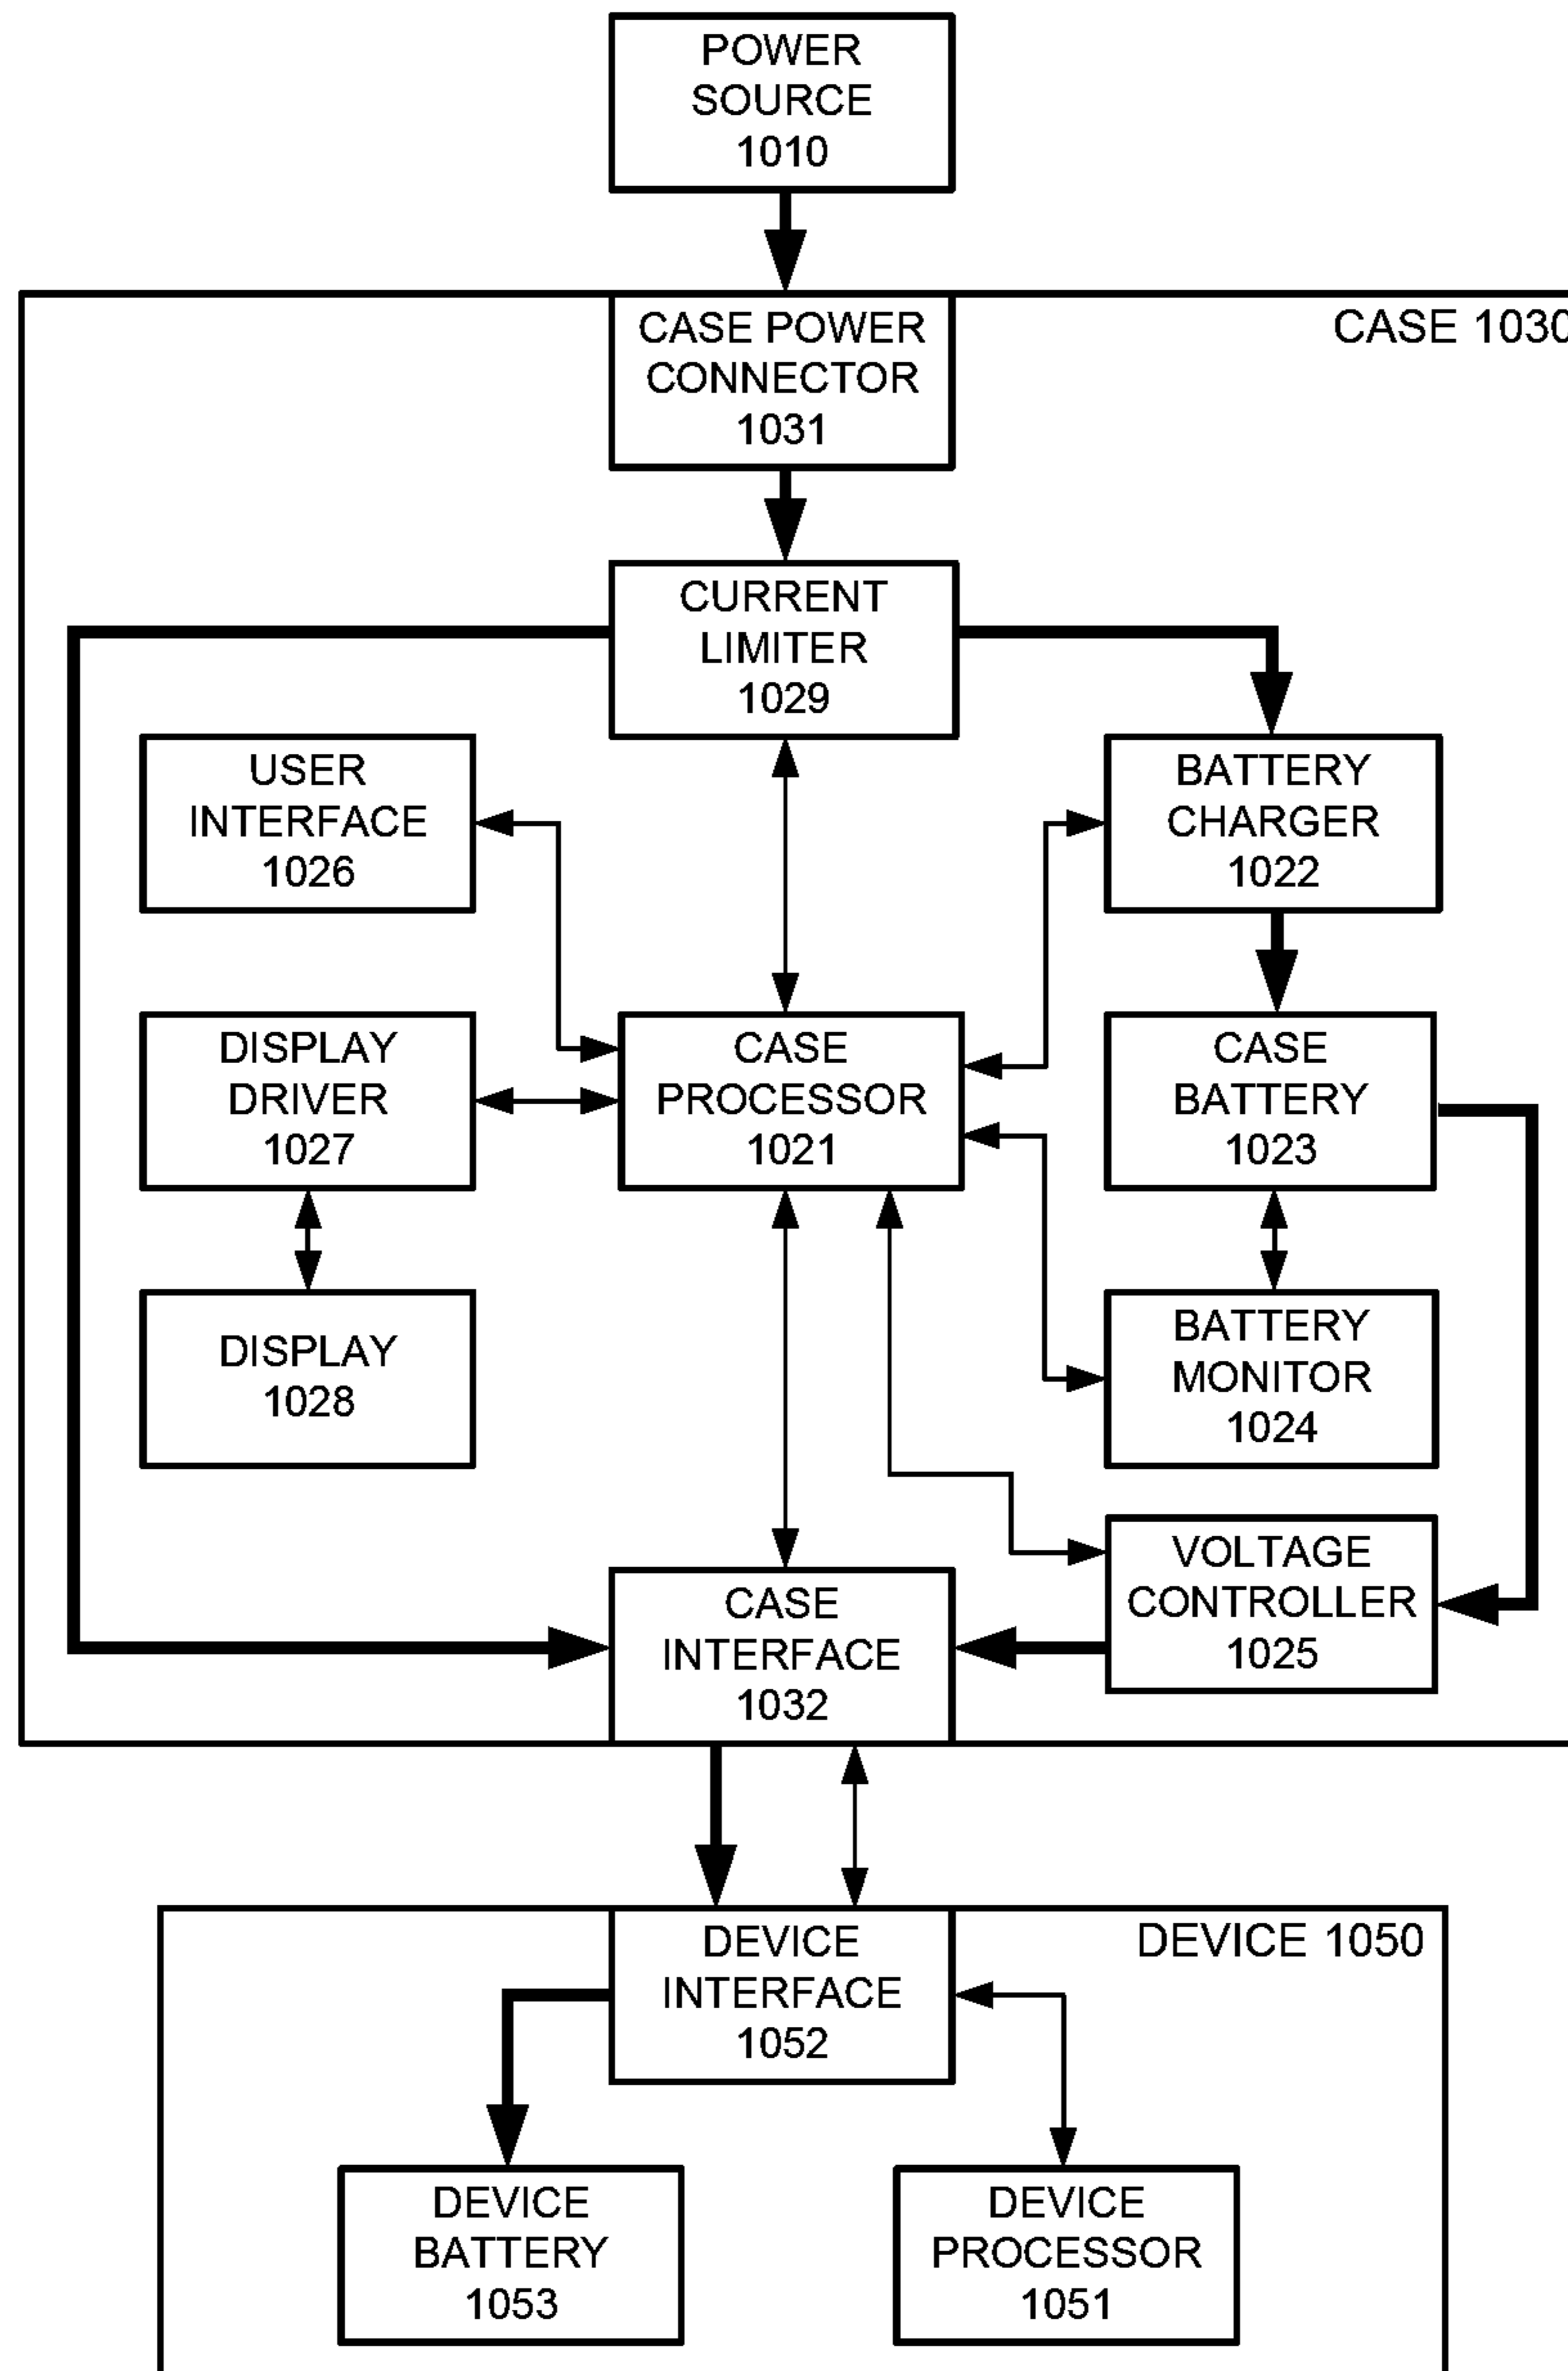 POWER
SOURCE
1010
CASE 1030
CASE POWER
CONNECTOR
1031
CURRENT
LIMITER
1029
USER
INTERFACE
1026
BATTERY
CHARGER
1022
DISPLAY
DRIVER
1027
CASE
PROCESSOR
1021
CASE
BATTERY
1023
DISPLAY
1028
BATTERY
MONITOR
1024
VOLTAGE
CONTROLLER
1025
CASE
INTERFACE
1032
DEVICE 1050
DEVICE
INTERFACE
1052
DEVICE
BATTERY
1053
DEVICE
PROCESSOR
1051